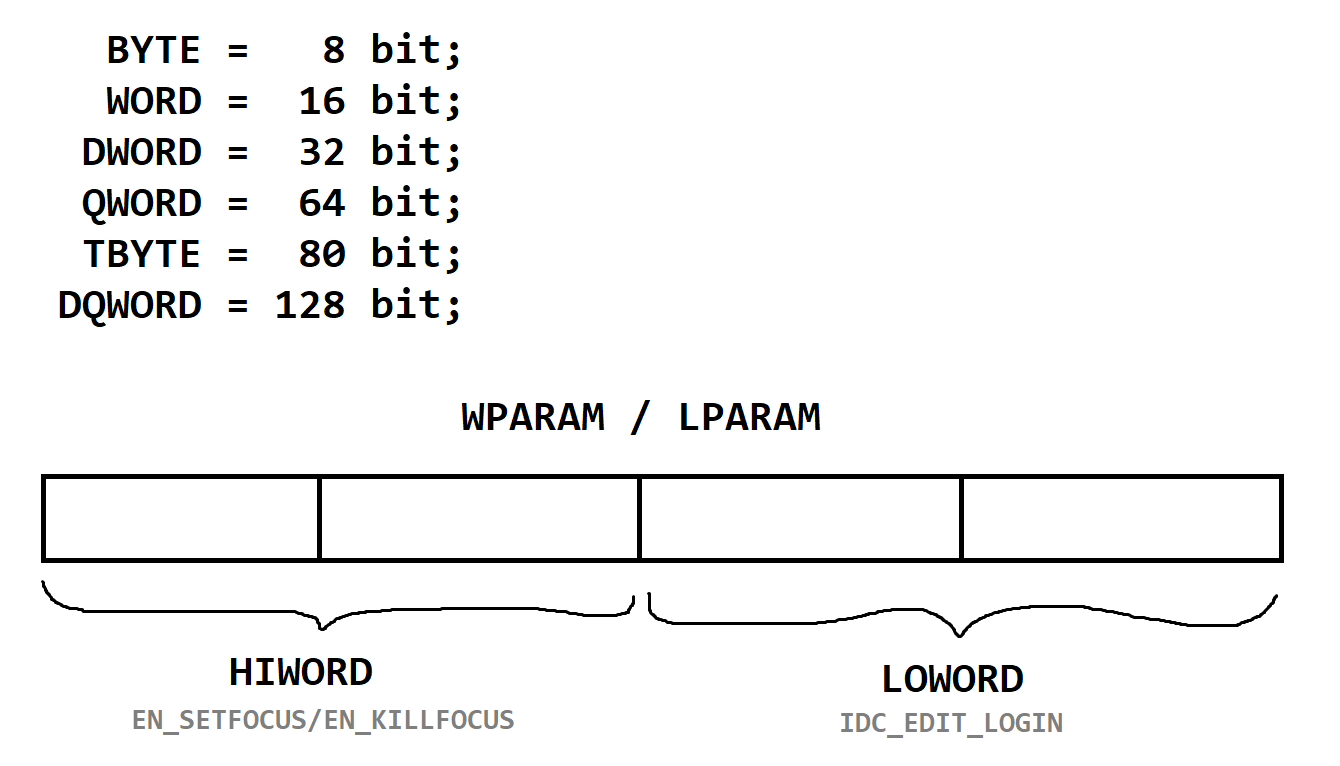 BYTE = 8 bit;
WORD = 16 bit;
DWORD = 32 bit;
QWORD = 64 bit;
TBYTE = 80 bit;
DQWORD = 128 bit;
WPARAM / LPARAM
HIWORD
EN_SETFOCUS/EN_KILLFOCUS
LOWORD
IDC_EDIT_LOGIN